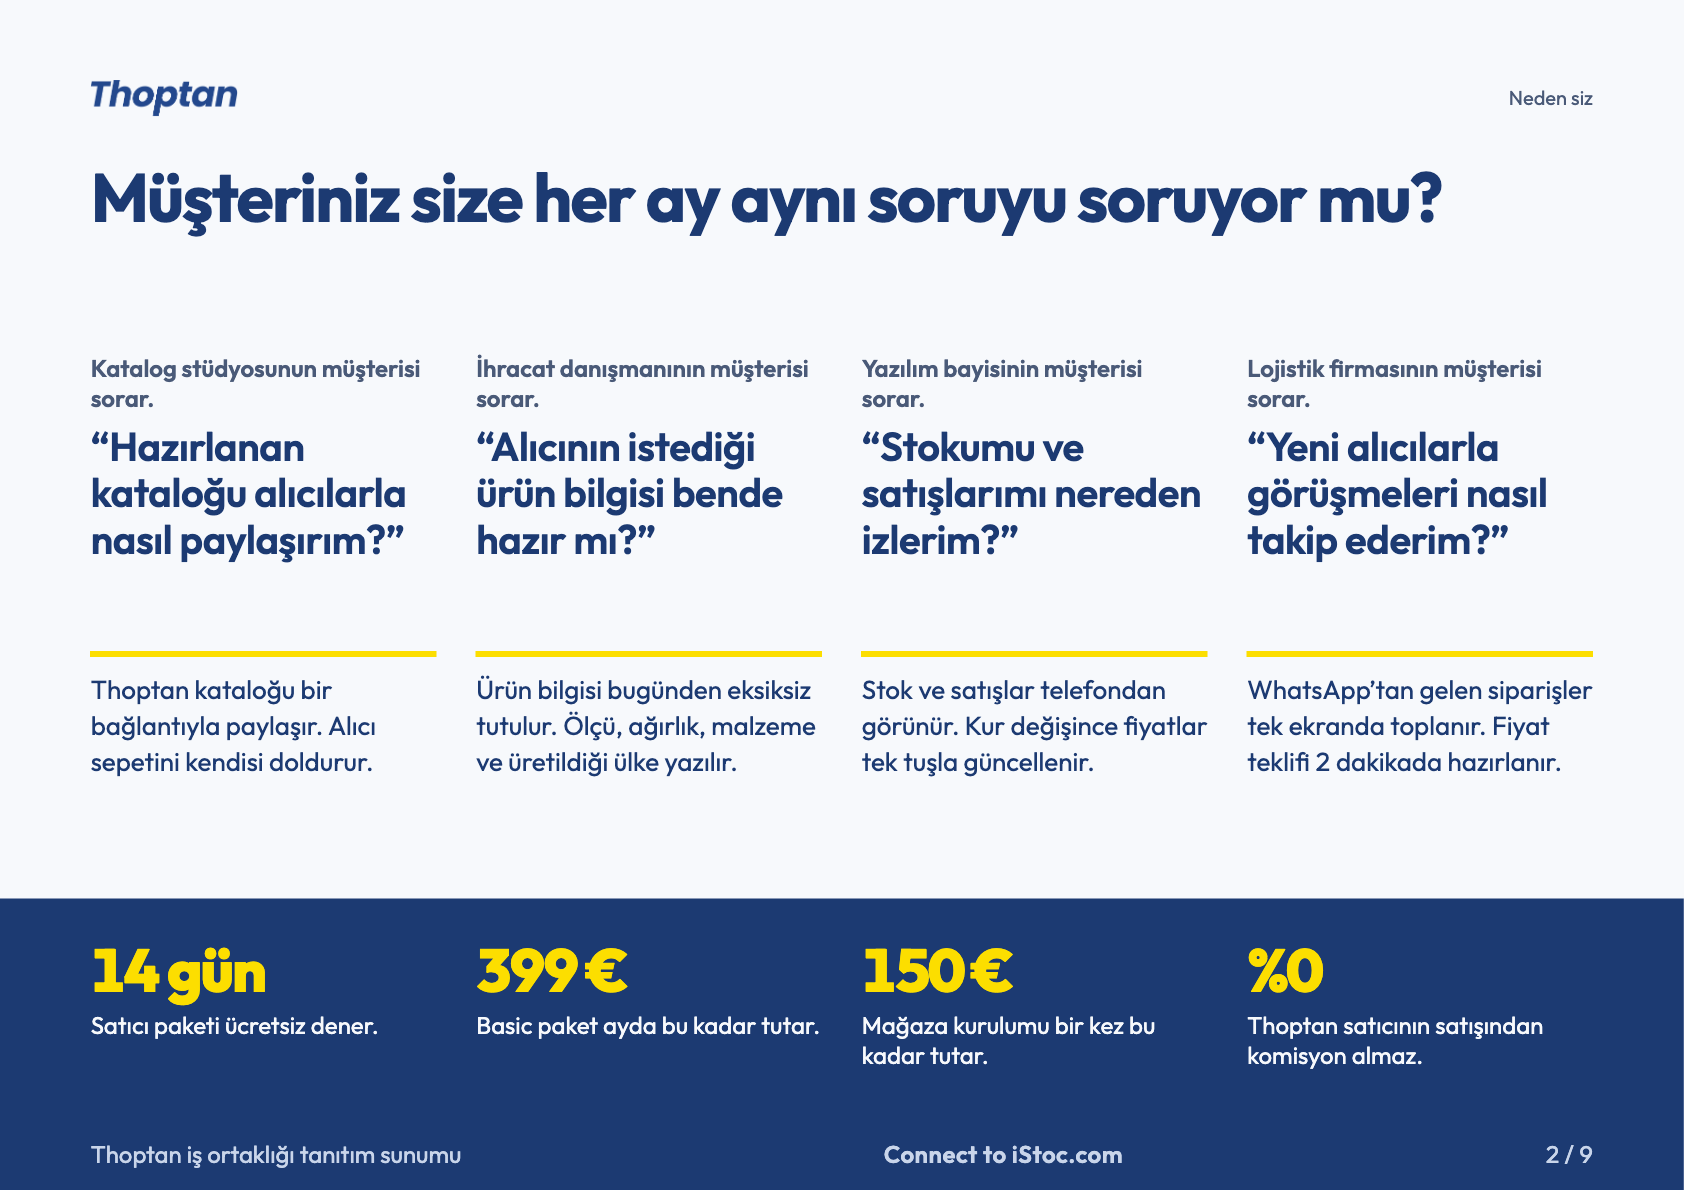 Thoptan
Neden siz
Müşteriniz size her ay aynı soruyu soruyor mu?
Katalog stüdyosunun müşterisi
sorar.
“Hazırlanan
kataloğu alıcılarla
nasıl paylaşırım?”
Thoptan kataloğu bir
bağlantıyla paylaşır. Alıcı
sepetini kendisi doldurur.
İhracat danışmanının müşterisi
sorar.
“Alıcının istediği
ürün bilgisi bende
hazır mı?”
Ürün bilgisi bugünden eksiksiz
tutulur. Ölçü, ağırlık, malzeme
ve üretildiği ülke yazılır.
Yazılım bayisinin müşterisi
sorar.
“Stokumu ve
satışlarımı nereden
izlerim?”
Stok ve satışlar telefondan
görünür. Kur değişince fiyatlar
tek tuşla güncellenir.
Lojistik firmasının müşterisi
sorar.
“Yeni alıcılarla
görüşmeleri nasıl
takip ederim?”
WhatsApp’tan gelen siparişler
tek ekranda toplanır. Fiyat
teklifi 2 dakikada hazırlanır.
14 gün
Satıcı paketi ücretsiz dener.
399 €
Basic paket ayda bu kadar tutar.
150 €
Mağaza kurulumu bir kez bu
kadar tutar.
%0
Thoptan satıcının satışından
komisyon almaz.
Thoptan iş ortaklığı tanıtım sunumu
Connect to iStoc.com
2 / 9